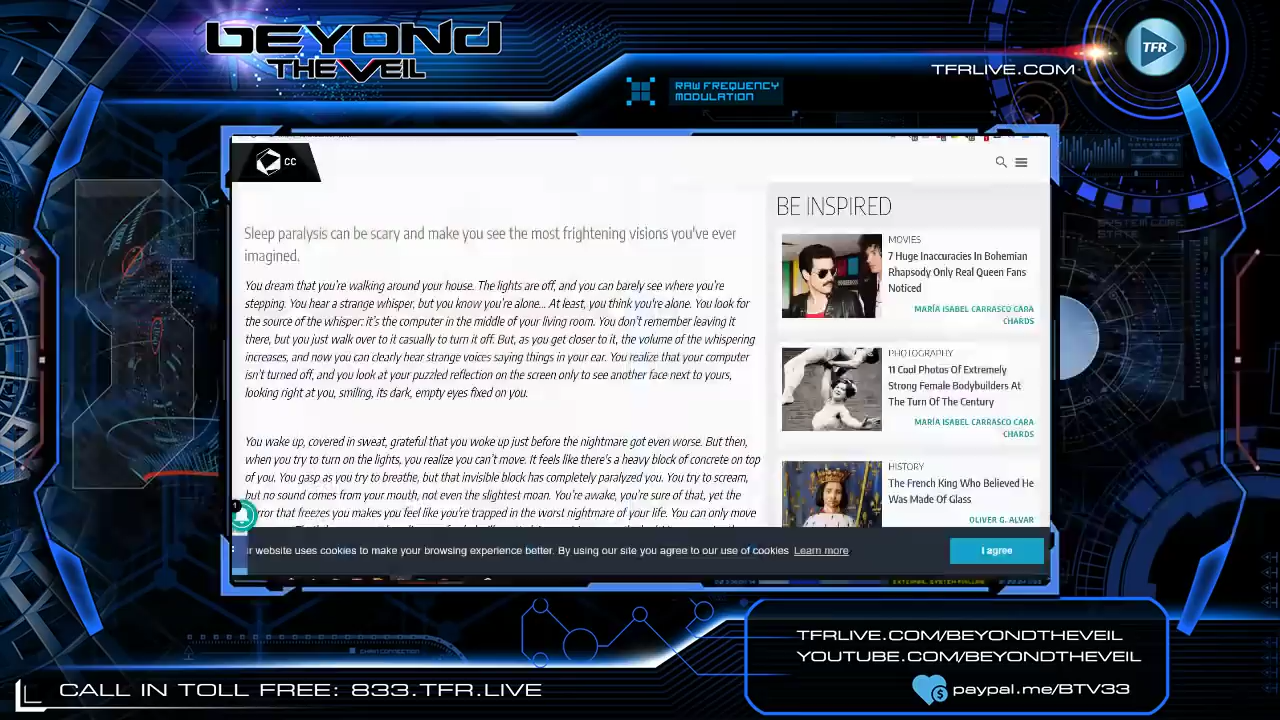 BEYOND
THE VEIL
TFRLIVE.COM
TFR
RAW FREQUENCY
MODULATION
CC
BE INSPIRED
Sleep paralysis can be scary and make you see the most frightening visions you've ever
imagined.
You dream that you're walking around your house. The lights are off, and you can barely see where you're
stepping. You hear a strange whisper, but you know you're alone... At least, you think you're alone. You look for
the source of the whisper: it's the computer in the middle of your living room. You don't remember leaving it
there, but you just walk over to it casually to turn it off. But, as you get closer to it, the volume of the whispering
increases, and now you can clearly hear strange voices saying things in your ear. You realize that your computer
isn't turned off, and you look at your puzzled reflection on the screen only to see another face next to yours,
looking right at you, smiling, its dark, empty eyes fixed on you.
You wake up, covered in sweat, grateful that you woke up just before the nightmare got even worse. But then,
when you try to turn on the lights, you realize you can't move. It feels like there's a heavy block of concrete on top
of you. You gasp as you try to breathe, but that invisible block has completely paralyzed you. You try to scream,
but no sound comes from your mouth, not even the slightest moan. You're awake, you're sure of that, yet the
error that freezes you makes you feel like you're trapped in the worst nightmare of your life. You can only move
MOVIES
7 Huge Inaccuracies In Bohemian
Rhapsody Only Real Queen Fans
Noticed
MARÍA ISABEL CARRASCO CARA
CHARDS
PHOTOGRAPHY
11 Cool Photos Of Extremely
Strong Female Bodybuilders At
The Turn Of The Century
MARÍA ISABEL CARRASCO CARA
CHARDS
HISTORY
The French King Who Believed He
Was Made Of Glass
OLIVER G. ALVAR
1
r website uses cookies to make your browsing experience better. By using our site you agree to our use of cookies Learn more
I agree
EXTERNAL SYSTEM FAILURE
TFRLIVE.COM/BEYONDTHEVEIL
YOUTUBE.COM/BEYONDTHEVEIL
paypal.me/BTV33
CALL IN TOLL FREE: 833.TFR.LIVE